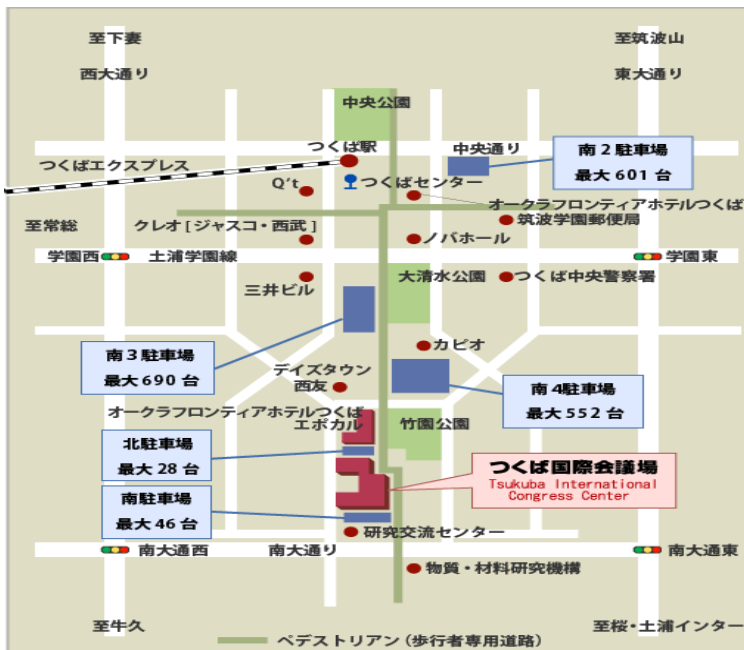 至下妻
至筑波山
西大通り
東大通り
中央公園
つくば駅
中央通り
南2駐車場
最大601台
つくばエクスプレス
Q't
つくばセンター
オークラフロンティアホテルつくば
筑波学園郵便局
至常総
クレオ[ジャスコ・西武]
ノバホール
学園西
土浦学園線
学園東
三井ビル
大清水公園
つくば中央警察署
南3駐車場
最大690台
カピオ
デイズタウン
西友
南4駐車場
最大552台
オークラフロンティアホテルつくば
エポカル
竹園公園
北駐車場
最大28台
つくば国際会議場
Tsukuba International
Congress Center
南駐車場
最大46台
研究交流センター
南大通西
南大通り
南大通東
物質・材料研究機構
至牛久
至桜・土浦インター
ペデストリアン(歩行者専用道路)